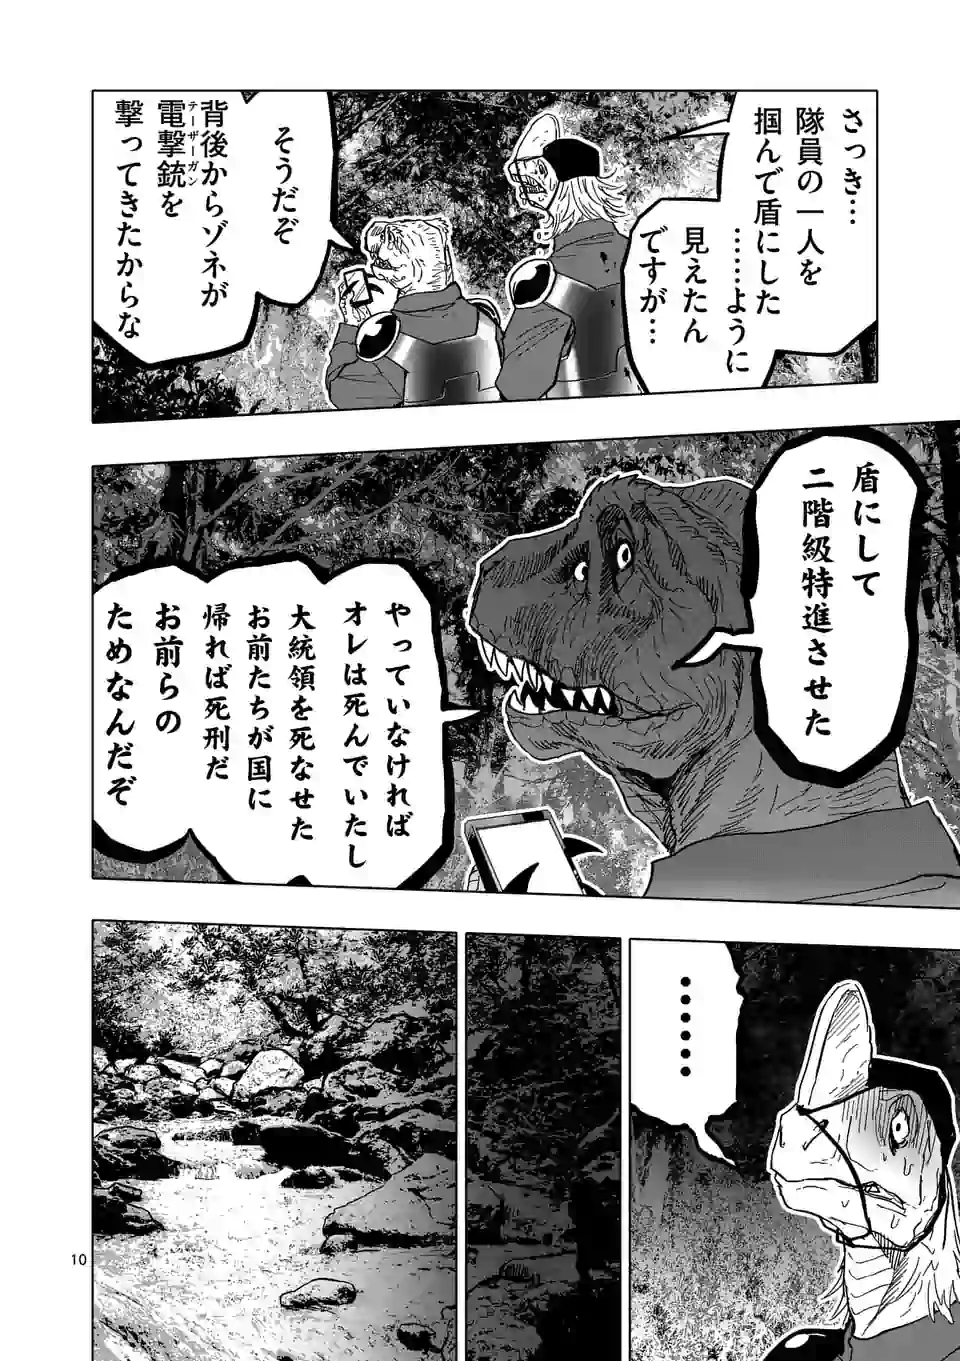 さっき…
隊員の一人を
掴んで盾にした
……ように
見えたん
ですが…
そうだぞ
背後からゾネが
電撃銃を
テーザーガン
撃ってきたからな
盾にして
二階級特進させた
やっていなければ
オレは死んでいたし
大統領を死なせた
お前たちが国に
帰れば死刑だ
お前らの
ためなんだぞ
……
10